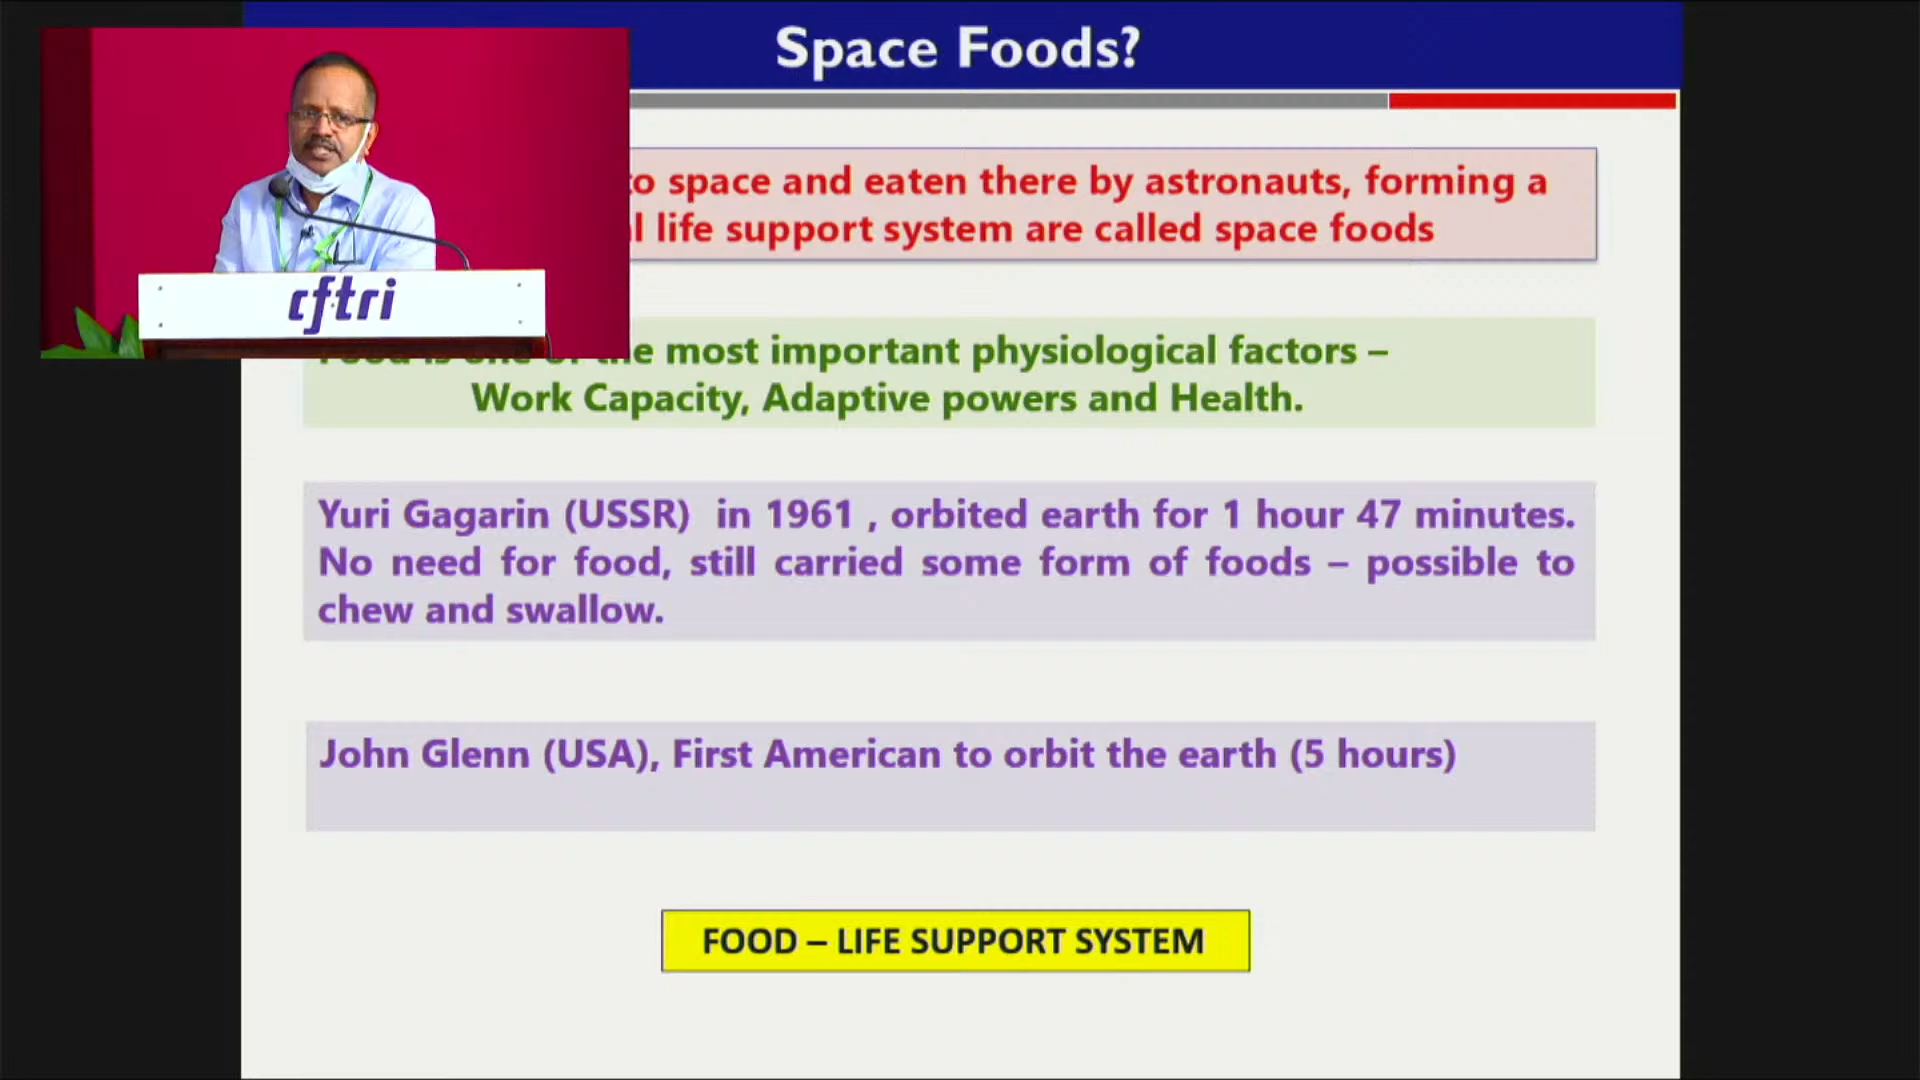 Space Foods?
to space and eaten there by astronauts, forming a
life support system are called space foods
cftri
Food is one of the most important physiological factors –
Work Capacity, Adaptive powers and Health.
Yuri Gagarin (USSR) in 1961 , orbited earth for 1 hour 47 minutes.
No need for food, still carried some form of foods – possible to
chew and swallow.
John Glenn (USA), First American to orbit the earth (5 hours)
FOOD – LIFE SUPPORT SYSTEM